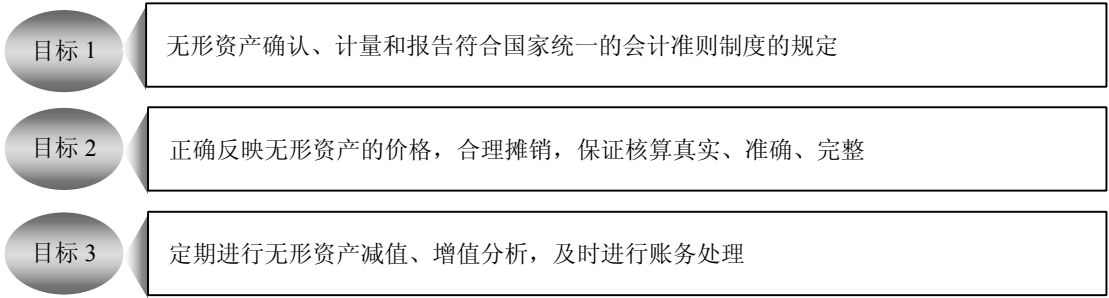 目标 1
无形资产确认、计量和报告符合国家统一的会计准则制度的规定
目标 2
正确反映无形资产的价格，合理摊销，保证核算真实、准确、完整
目标 3
定期进行无形资产减值、增值分析，及时进行账务处理